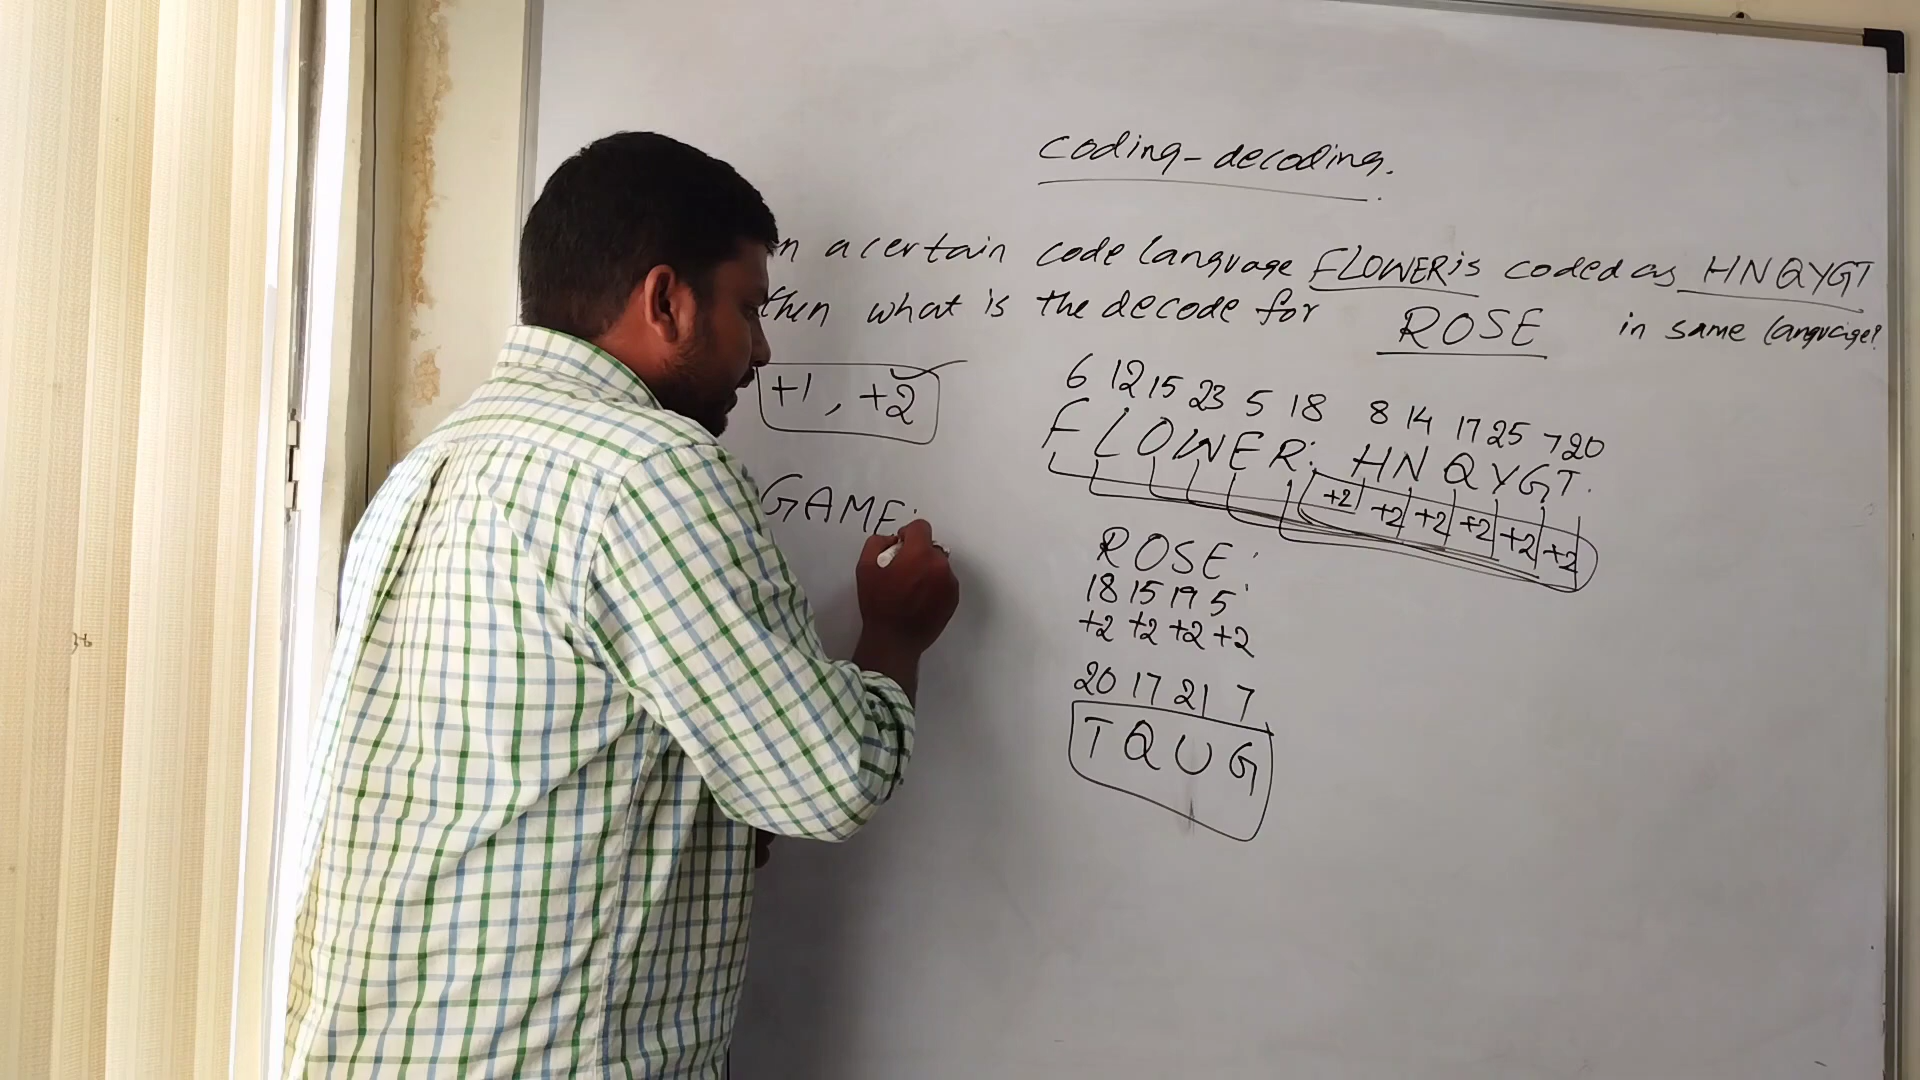 coding-decoding.
n a certain code language FLOWER is coded as HNQYGT
then what is the decode for ROSE in same language?
+1, +2
6 12 15 23 5 18 8 14 17 25 7 20
FLOWER: HNQYGT.
+2 +2 +2 +2 +2 +2
GAME:
ROSE:
18 15 19 5
+2 +2 +2 +2
20 17 21 7
TQUG